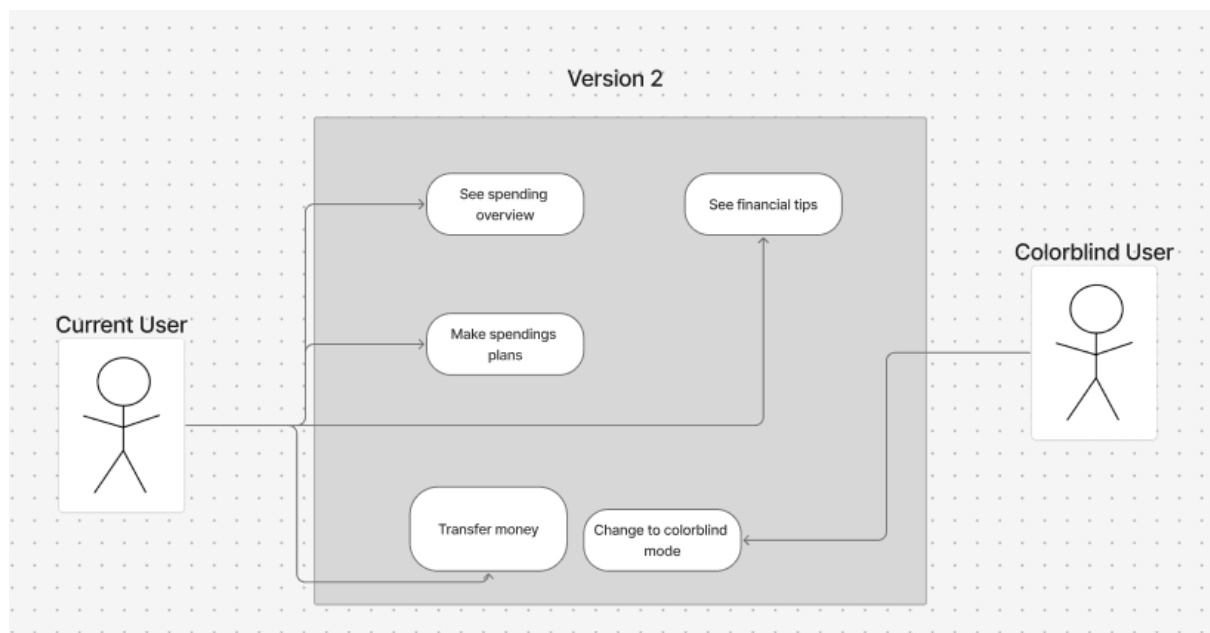 Version 2
See spending
overview
See financial tips
Colorblind User
Current User
Make spendings
plans
Transfer money
Change to colorblind
mode